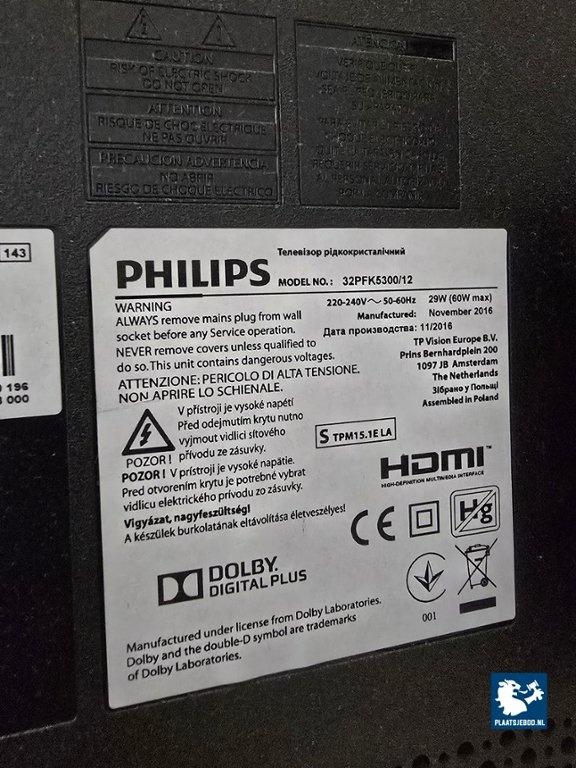 CAUTION
RISK OF ELECTRIC SHOCK
DO NOT OPEN
ATTENTION
RISQUE DE CHOC ELECTRIQUE
NE PAS OUVRIR
PRECAUCION ADVERTENCIA
NO ABRIR
RIESGO DE CHOQUE ELECTRICO
ATENCION
143
196
000
Телевізор рідкокристалічний
PHILIPS MODEL NO.: 32PFK5300/12
WARNING
ALWAYS remove mains plug from wall
socket before any Service operation.
NEVER remove covers unless qualified to
do so. This unit contains dangerous voltages.
ATTENZIONE: PERICOLO DI ALTA TENSIONE.
NON APRIRE LO SCHIENALE.
220-240V~ 50-60Hz 29W (60W max)
Manufactured: November 2016
Дата производства: 11/2016
TP Vision Europe B.V.
Prins Bernhardplein 200
1097 JB Amsterdam
The Netherlands
Зібрано у Польщі
Assembled in Poland
V přístroji je vysoké napětí
Před odejmutím krytu nutno
vyjmout vidlici síťového
POZOR! přívodu ze zásuvky.
POZOR! V prístroji je vysoké napätie.
Pred otvorením krytu je potrebné vybrat
vidlicu elektrického prívodu zo zásuvky.
Vigyázat, nagyfeszültség!
A készülek burkolatának eltávolítása életveszélyes!
S TPM15.1E LA
HDMI™
HIGH-DEFINITION MULTIMEDIA INTERFACE
CE
Hg
DOLBY
DIGITAL PLUS
001
Manufactured under license from Dolby Laboratories.
Dolby and the double-D symbol are trademarks
of Dolby Laboratories.
PLAATSJEBOD.NL